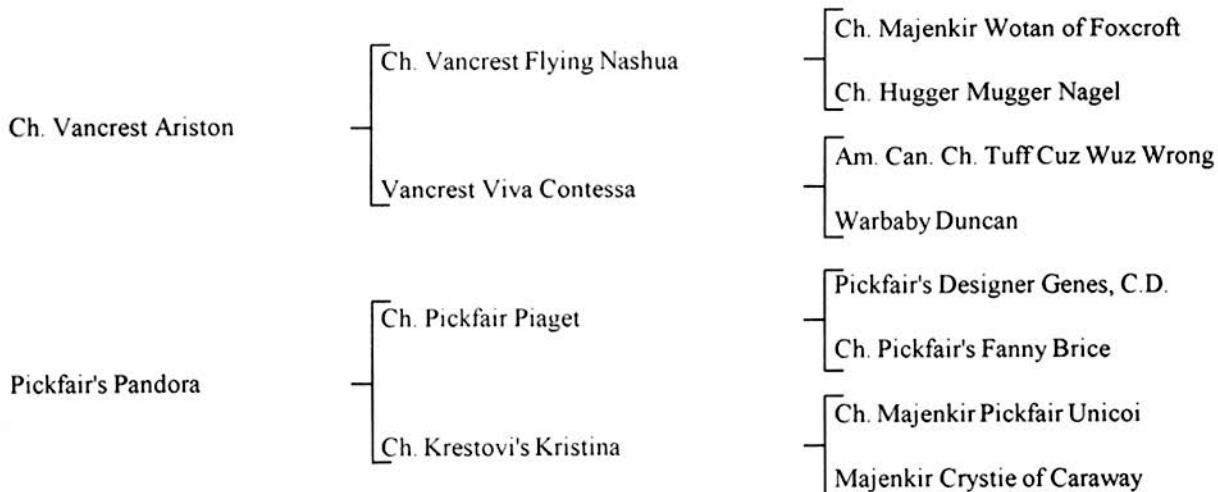 Ch. Majenkir Wotan of Foxcroft
Ch. Vancrest Flying Nashua
Ch. Hugger Mugger Nagel
Ch. Vancrest Ariston
Am. Can. Ch. Tuff Cuz Wuz Wrong
Vancrest Viva Contessa
Warbaby Duncan
Pickfair's Designer Genes, C.D.
Ch. Pickfair Piaget
Ch. Pickfair's Fanny Brice
Pickfair's Pandora
Ch. Majenkir Pickfair Unicoi
Ch. Krestovi's Kristina
Majenkir Crystie of Caraway